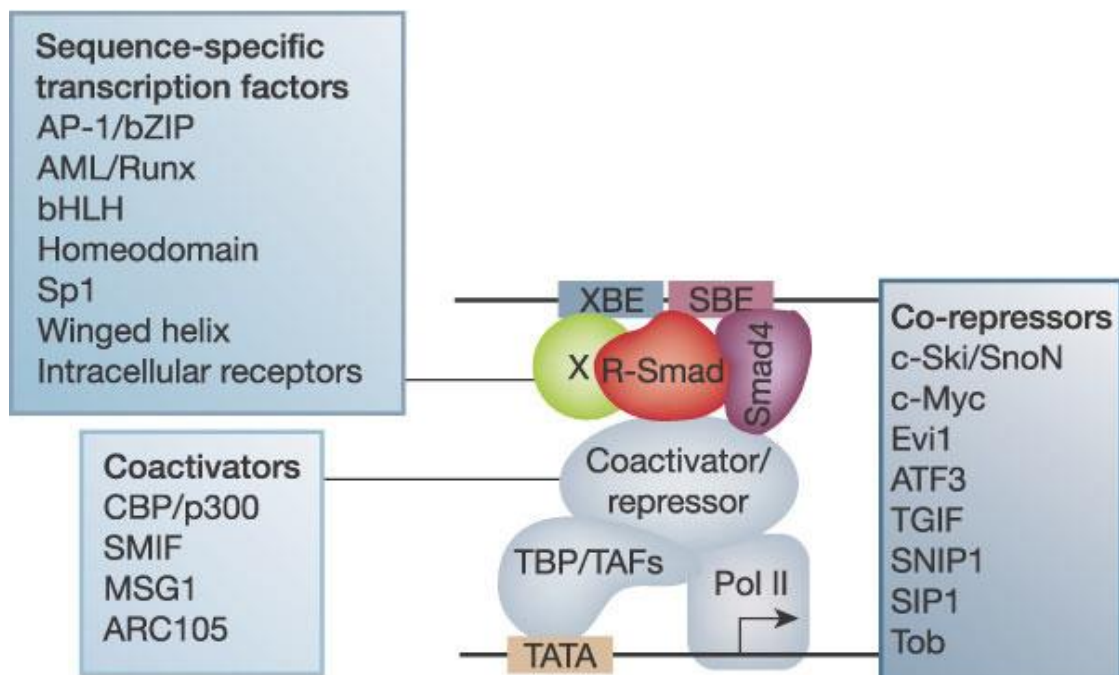 Sequence-specific
transcription factors
AP-1/bZIP
AML/Runx
bHLH
Homeodomain
Sp1
Winged helix
Intracellular receptors
Coactivators
CBP/p300
SMIF
MSG1
ARC105
XBE
SBE
X
R-Smad
Smad4
Coactivator/
repressor
TBP/TAFs
Pol II
TATA
Co-repressors
c-Ski/SnoN
c-Myc
Evi1
ATF3
TGIF
SNIP1
SIP1
Tob